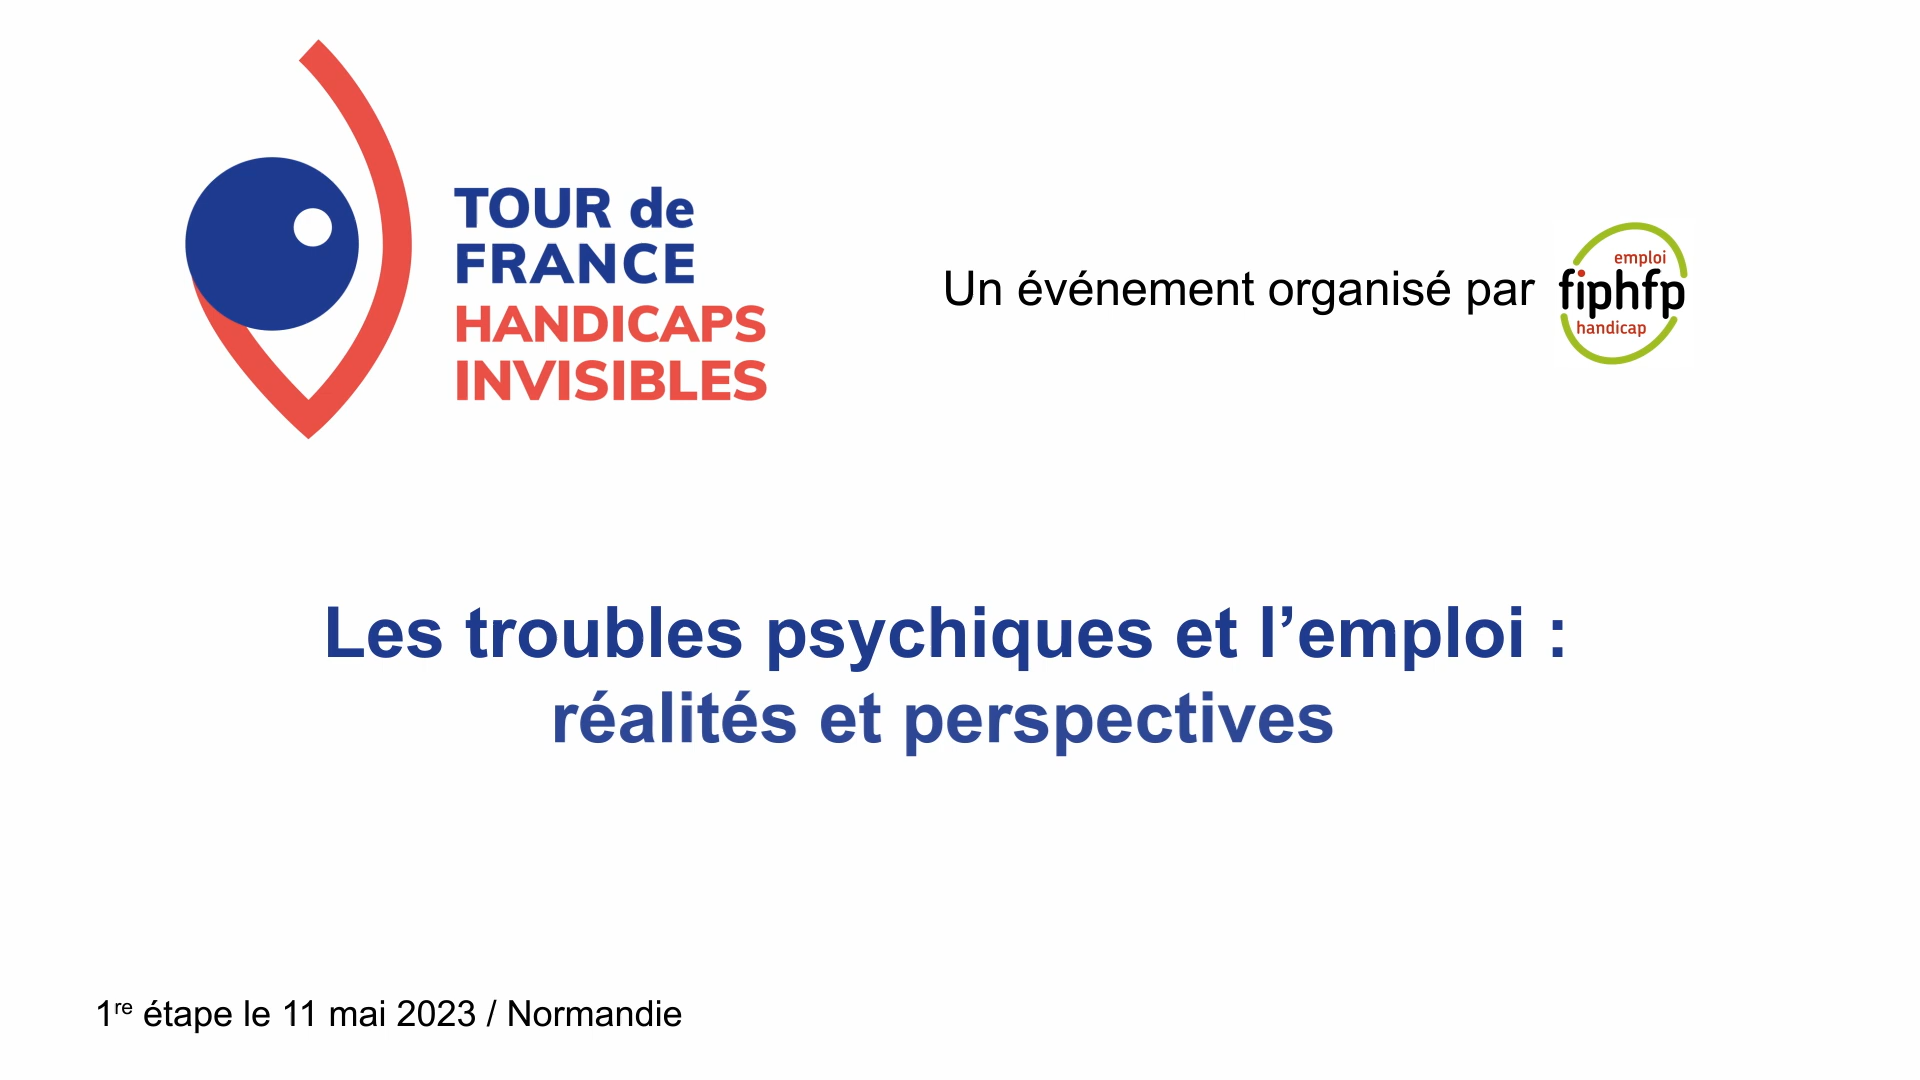 TOUR de
FRANCE
HANDICAPS
INVISIBLES
Un événement organisé par
emploi
fiphfp
handicap
Les troubles psychiques et l’emploi :
réalités et perspectives
1re étape le 11 mai 2023 / Normandie